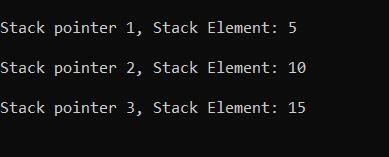 Stack pointer 1, Stack Element: 5
Stack pointer 2, Stack Element: 10
Stack pointer 3, Stack Element: 15